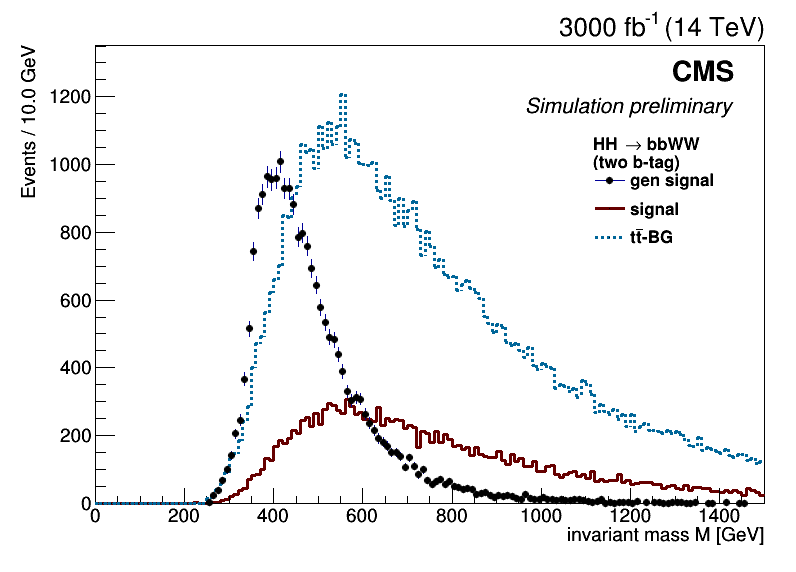 3000 fb-1 (14 TeV)
CMS
Simulation preliminary
HH → bbWW
(two b-tag)
gen signal
signal
tt̄-BG
Events / 10.0 GeV
1200
1000
800
600
400
200
0
0 200 400 600 800 1000 1200 1400
invariant mass M [GeV]